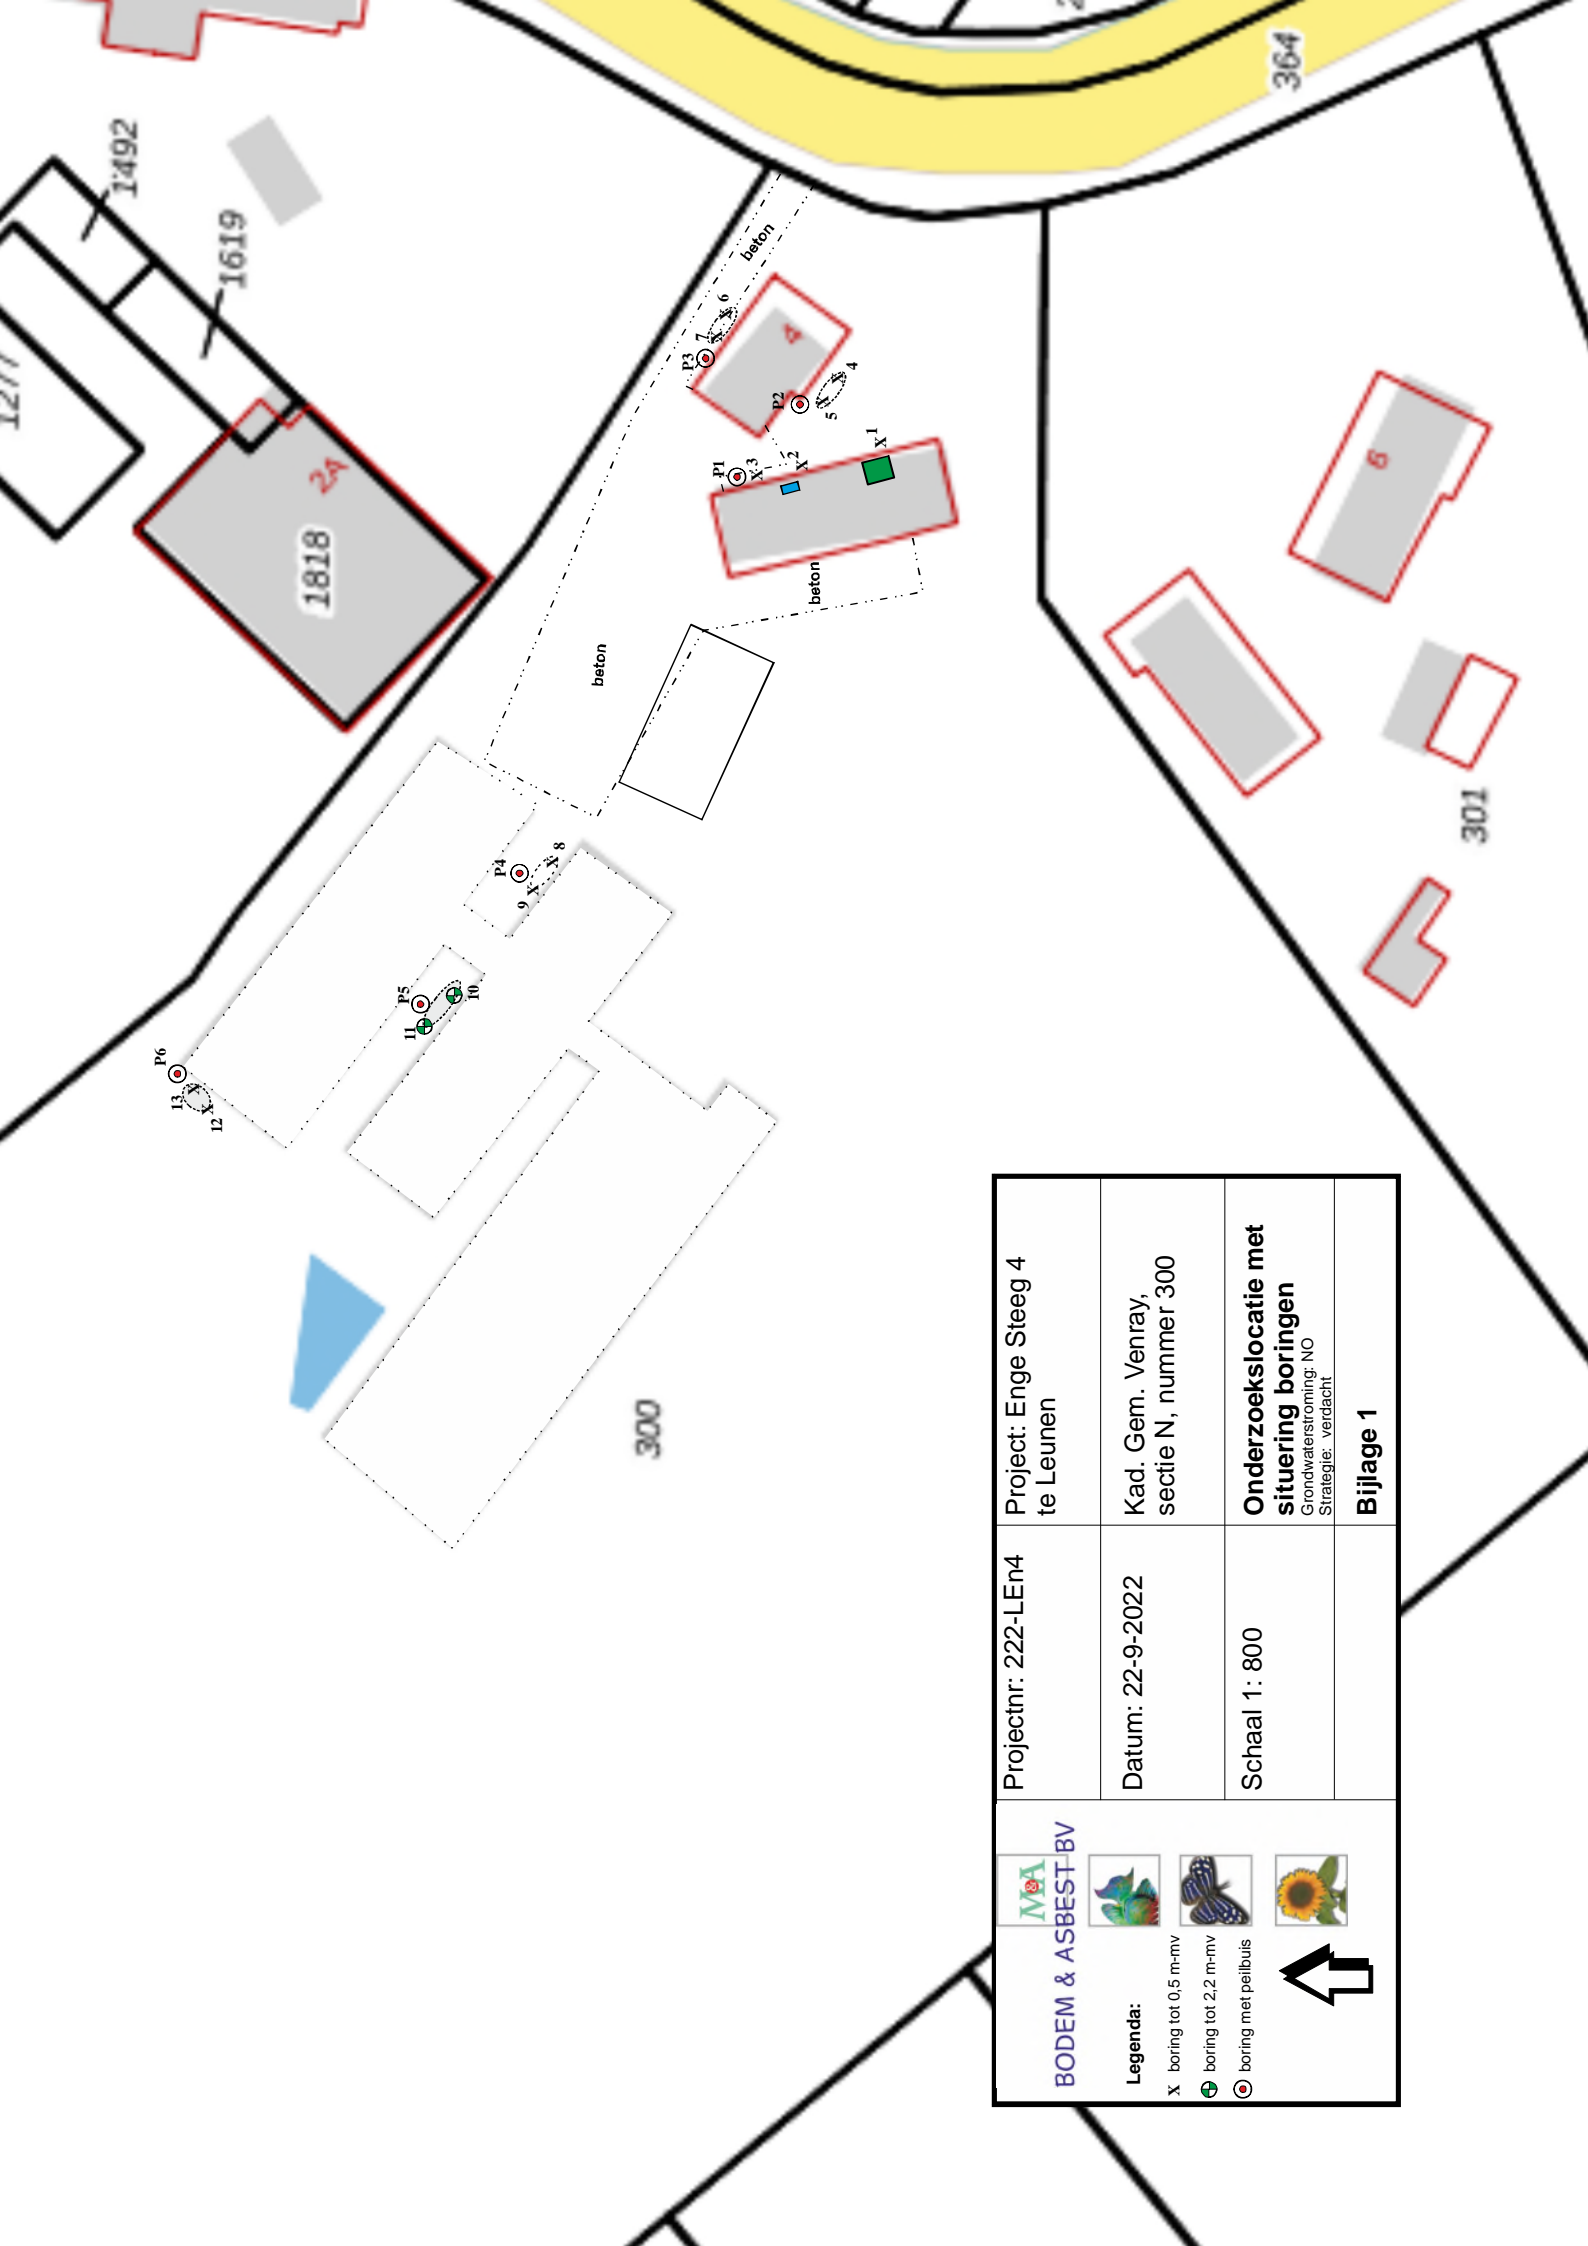 1492
1619
1277
2A
1818
364
beton
6
7
P3
4
4
5
P2
1
2
3
P1
beton
beton
6
301
P4
8
9
P5
10
11
P6
13
12
300
Projectnr: 222-LEn4
Project: Enge Steeg 4
te Leunen
Datum: 22-9-2022
Kad. Gem. Venray,
sectie N, nummer 300
Schaal 1: 800
Onderzoekslocatie met
situering boringen
Grondwaterstroming: NO
Strategie: verdacht
Bijlage 1
M&A
BODEM & ASBEST BV
Legenda:
X boring tot 0,5 m-mv
boring tot 2,2 m-mv
boring met peilbuis